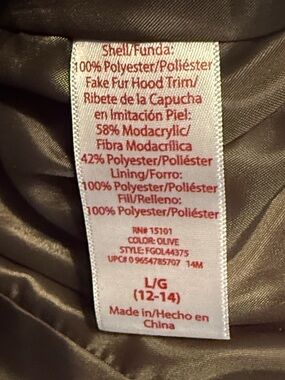 Shell/Funda:
100% Polyester/Poliéster
Fake Fur Hood Trim/
Ribete de la Capucha
en Imitación Piel:
58% Modacrylic/
Fibra Modacrílica
42% Polyester/Poliéster
Lining/Forro:
100% Polyester/Poliéster
Fill/Relleno:
100% Polyester/Poliéster
RN# 15101
COLOR: OLIVE
STYLE: FGOL44375
UPC# 0 9654785707 14M
L/G
(12-14)
Made in/Hecho en
China